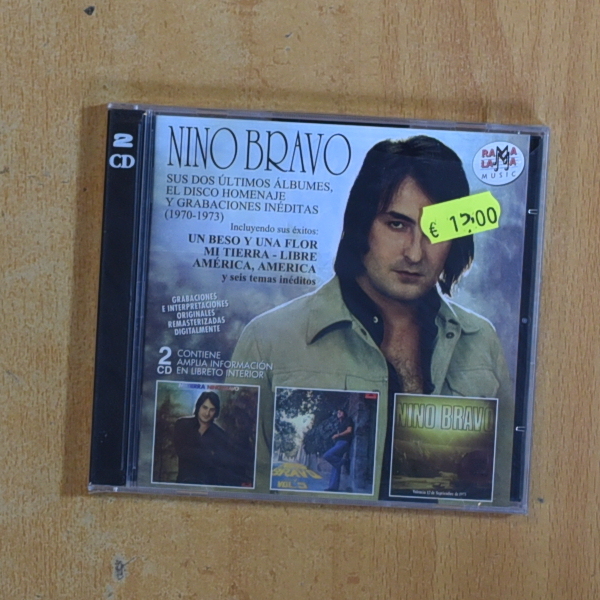 2
CD
NINO BRAVO
SUS DOS ÚLTIMOS ÁLBUMES,
EL DISCO HOMENAJE
Y GRABACIONES INÉDITAS
(1970-1973)
Incluyendo sus éxitos:
UN BESO Y UNA FLOR
MI TIERRA - LIBRE
AMÉRICA, AMERICA
y seis temas inéditos
RAMA
LAMA
MUSIC
€ 12,00
GRABACIONES
E INTERPRETACIONES
ORIGINALES
REMASTERIZADAS
DIGITALMENTE
2
CD
CONTIENE
AMPLIA INFORMACIÓN
EN LIBRETO INTERIOR
NINO BRAVO